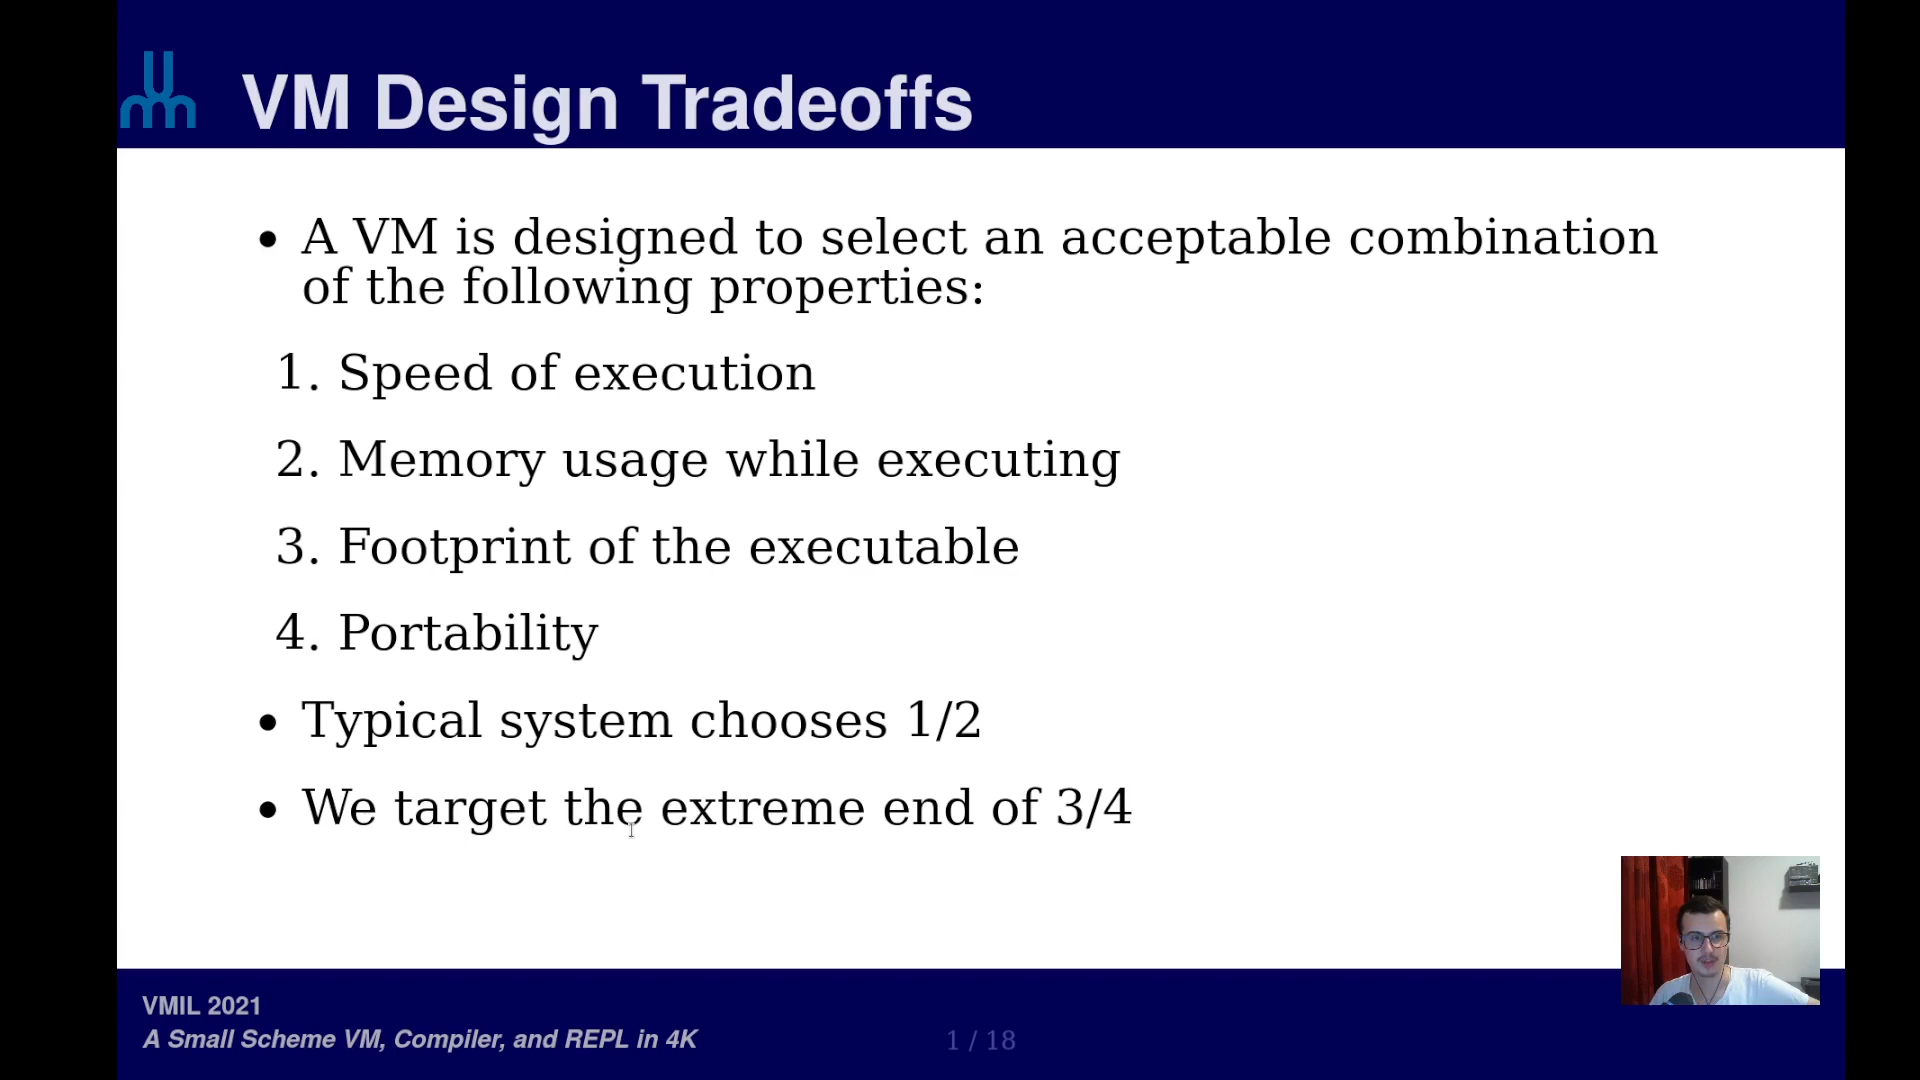 VM Design Tradeoffs
• A VM is designed to select an acceptable combination
of the following properties:
1. Speed of execution
2. Memory usage while executing
3. Footprint of the executable
4. Portability
• Typical system chooses 1/2
• We target the extreme end of 3/4
VMIL 2021
A Small Scheme VM, Compiler, and REPL in 4K
1 / 18